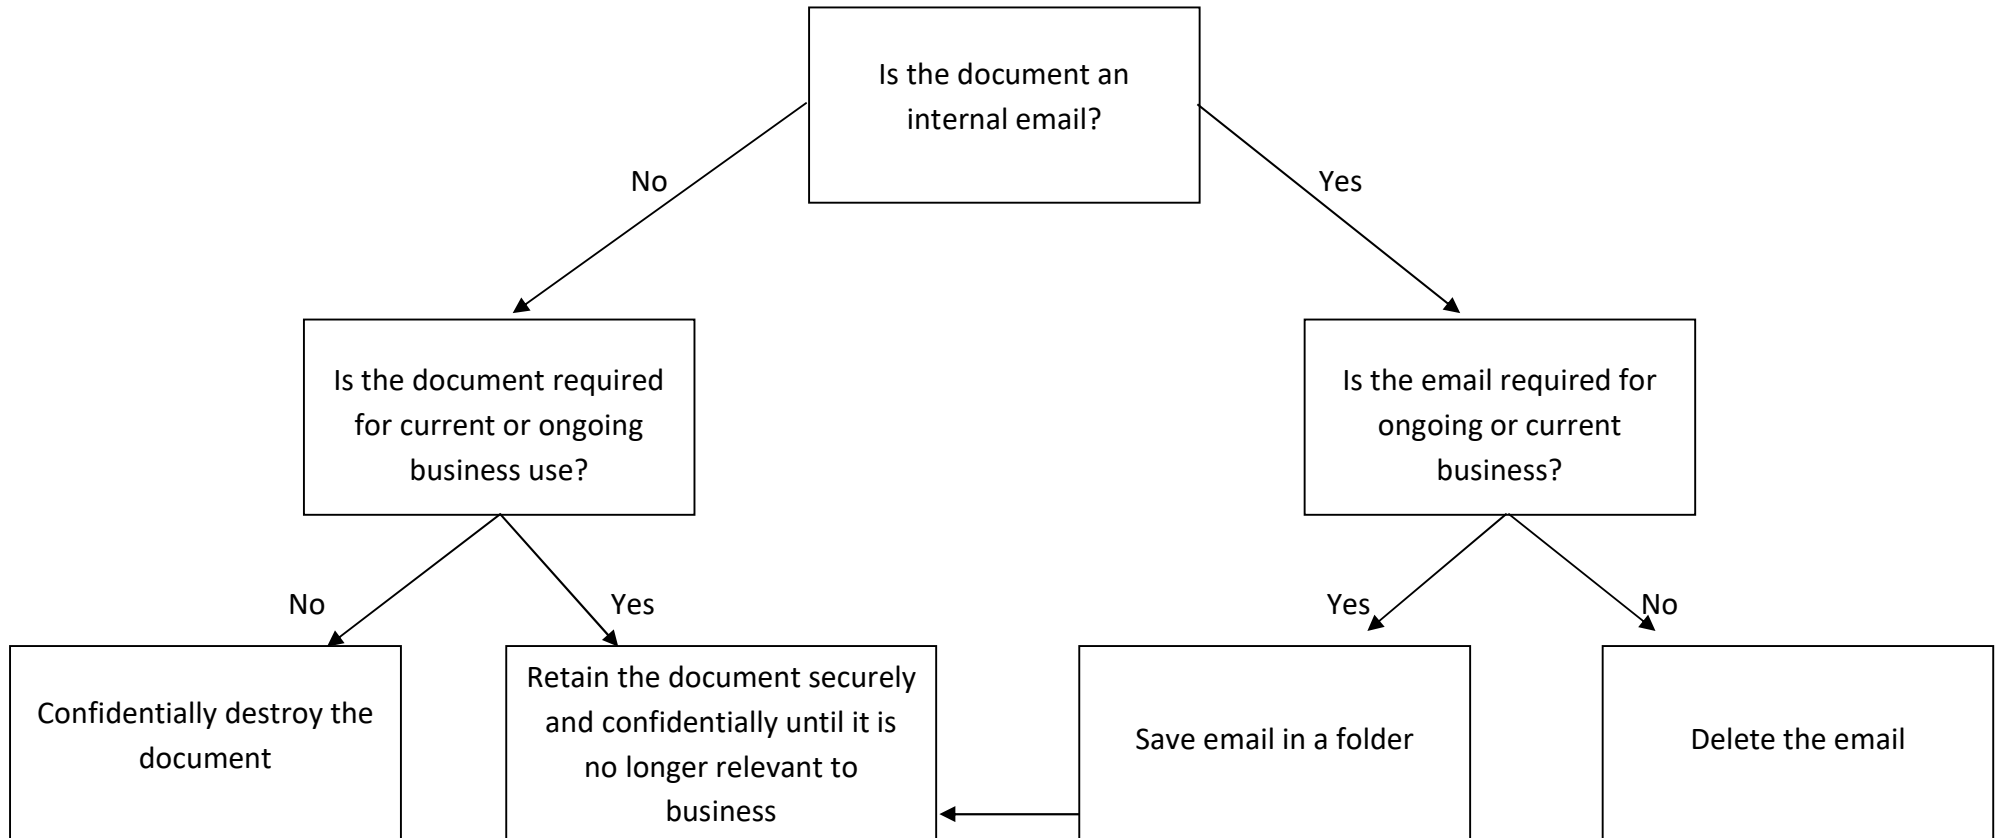 Is the document an
internal email?
No
Yes
Is the document required
for current or ongoing
business use?
Is the email required for
ongoing or current
business?
No
Yes
Yes
No
Confidentially destroy the
document
Retain the document securely
and confidentially until it is
no longer relevant to
business
Save email in a folder
Delete the email